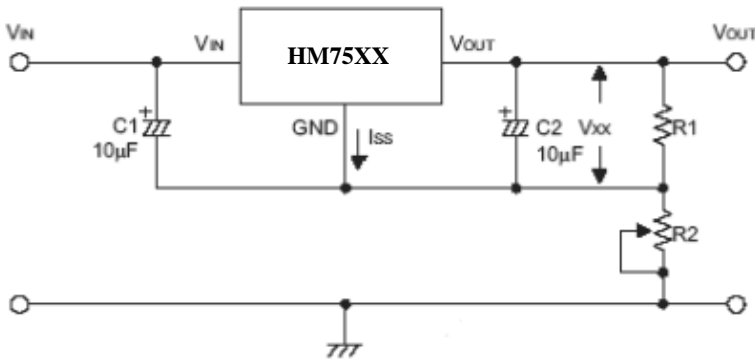 VIN
VIN
HM75XX
VOUT
VOUT
C1
10μF
GND
ISS
C2
10μF
VXX
R1
R2